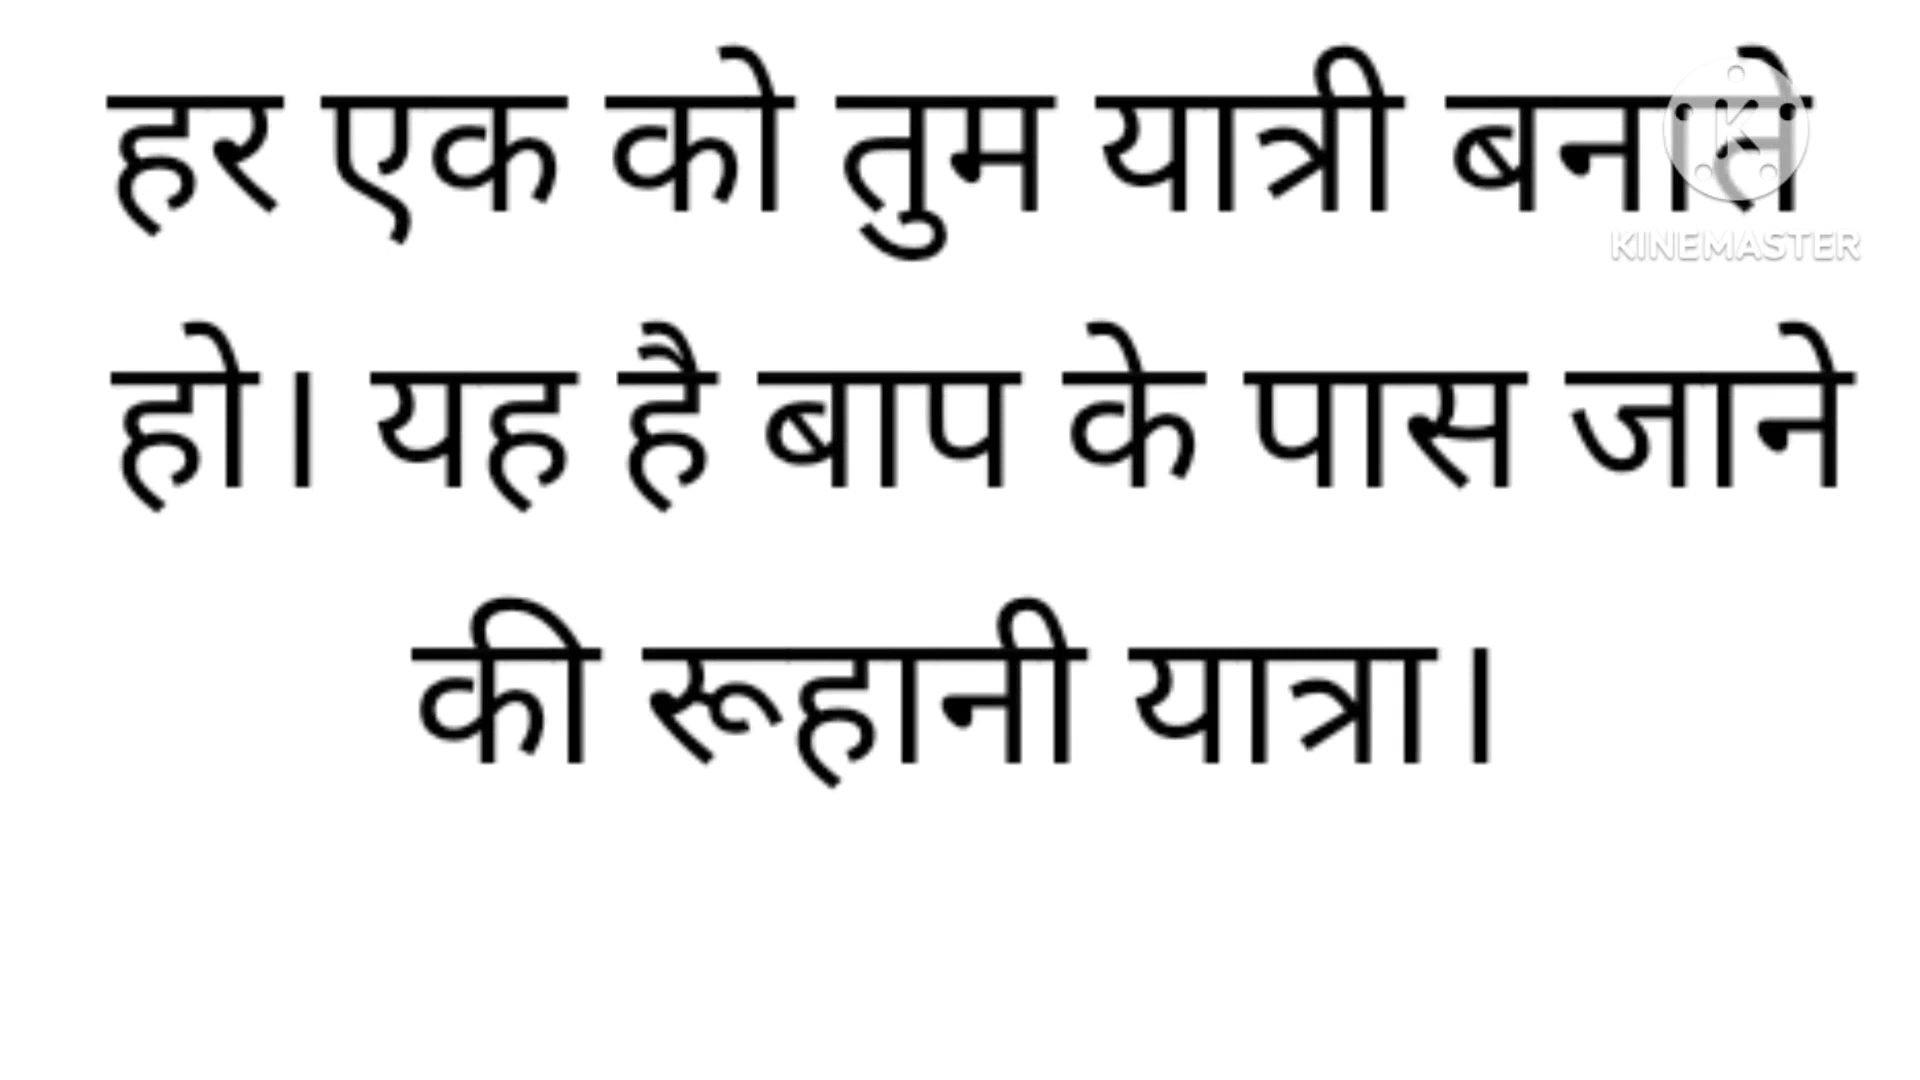 हर एक को तुम यात्री बनाते
हो। यह है बाप के पास जाने
की रूहानी यात्रा।
K
KINEMASTER